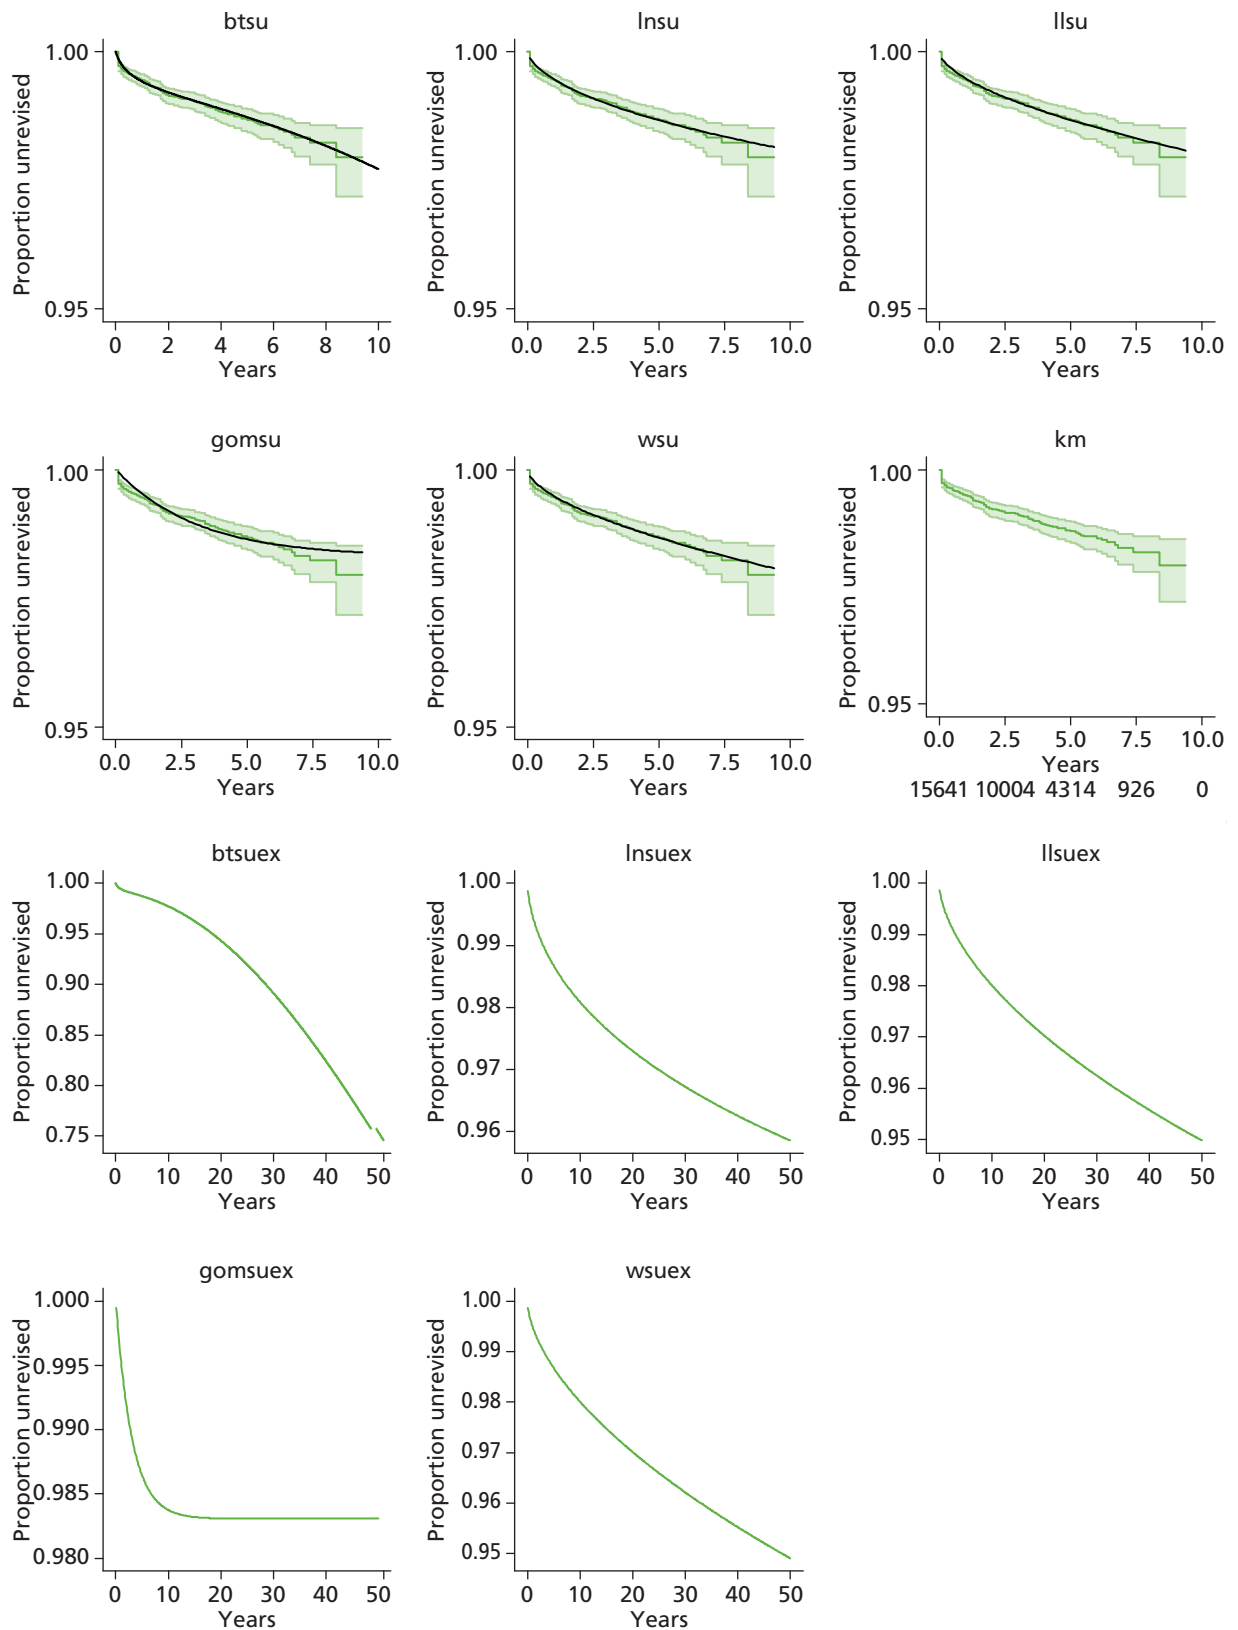 btsu
1.00
0.95
Proportion unrevised
0 2 4 6 8 10
Years
lnsu
1.00
0.95
Proportion unrevised
0.0 2.5 5.0 7.5 10.0
Years
llsu
1.00
0.95
Proportion unrevised
0.0 2.5 5.0 7.5 10.0
Years
gomsu
1.00
0.95
Proportion unrevised
0.0 2.5 5.0 7.5 10.0
Years
wsu
1.00
0.95
Proportion unrevised
0.0 2.5 5.0 7.5 10.0
Years
km
1.00
0.95
Proportion unrevised
0.0 2.5 5.0 7.5 10.0
Years
15641 10004 4314 926 0
btsuex
1.00
0.95
0.90
0.85
0.80
0.75
Proportion unrevised
0 10 20 30 40 50
Years
lnsuex
1.00
0.99
0.98
0.97
0.96
Proportion unrevised
0 10 20 30 40 50
Years
llsuex
1.00
0.99
0.98
0.97
0.96
0.95
Proportion unrevised
0 10 20 30 40 50
Years
gomsuex
1.000
0.995
0.990
0.985
0.980
Proportion unrevised
0 10 20 30 40 50
Years
wsuex
1.00
0.99
0.98
0.97
0.96
0.95
Proportion unrevised
0 10 20 30 40 50
Years